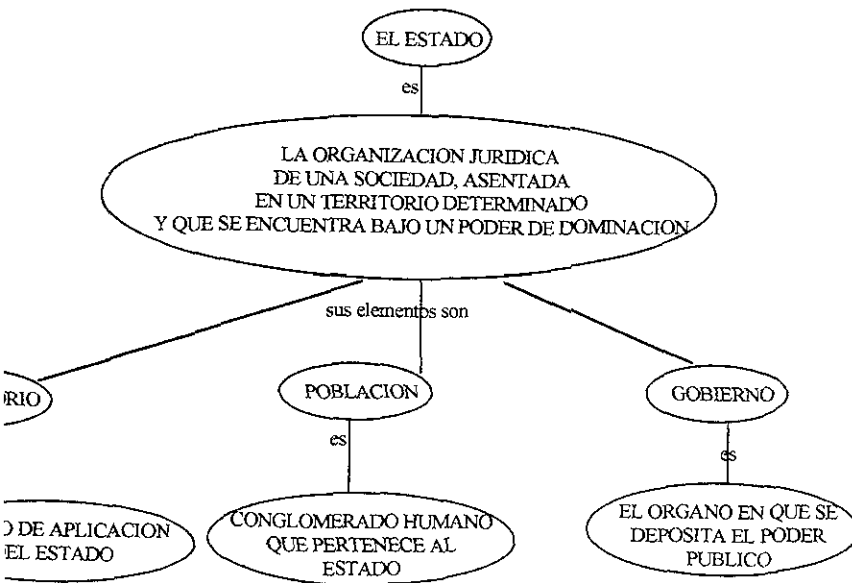 EL ESTADO
es
LA ORGANIZACION JURIDICA
DE UNA SOCIEDAD, ASENTADA
EN UN TERRITORIO DETERMINADO
Y QUE SE ENCUENTRA BAJO UN PODER DE DOMINACION
sus elementos son
POBLACION
GOBIERNO
es
es
DE APLICACION
CONGLOMERADO HUMANO
QUE PERTENECE AL
ESTADO
EL ORGANO EN QUE SE
DEPOSITA EL PODER
PUBLICO
ESTADO